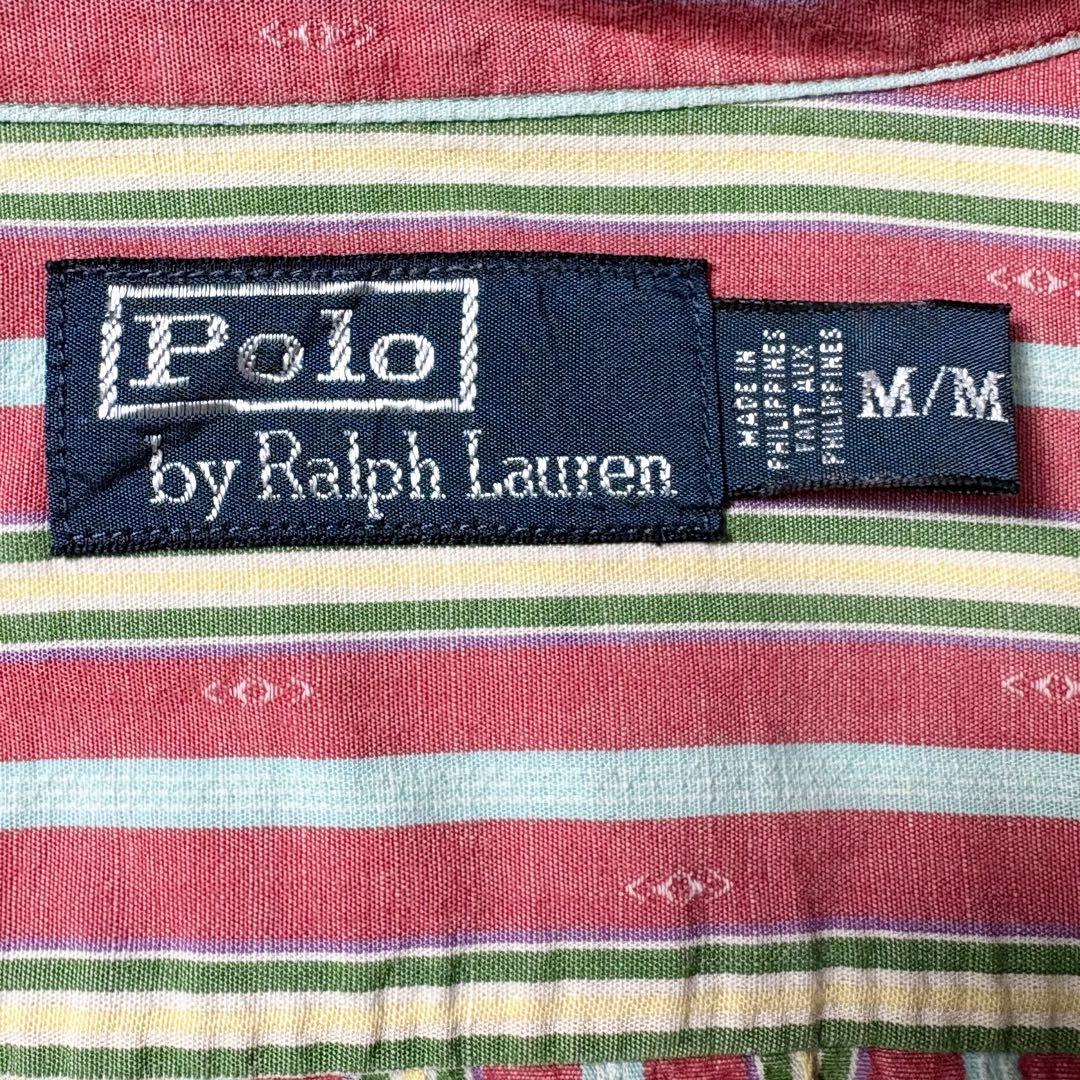 Polo
by Ralph Lauren
MADE IN
PHILIPPINES
FAIT AUX
PHILIPPINES
M/M